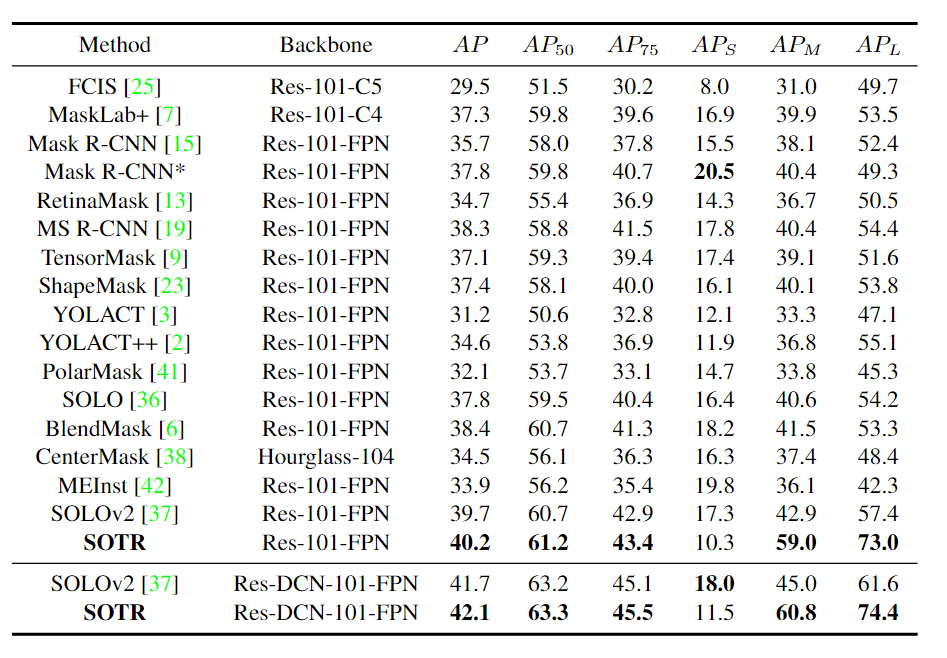 Method Backbone AP AP50 AP75 APS APM APL
FCIS [25] Res-101-C5 29.5 51.5 30.2 8.0 31.0 49.7
MaskLab+ [7] Res-101-C4 37.3 59.8 39.6 16.9 39.9 53.5
Mask R-CNN [15] Res-101-FPN 35.7 58.0 37.8 15.5 38.1 52.4
Mask R-CNN* Res-101-FPN 37.8 59.8 40.7 20.5 40.4 49.3
RetinaMask [13] Res-101-FPN 34.7 55.4 36.9 14.3 36.7 50.5
MS R-CNN [19] Res-101-FPN 38.3 58.8 41.5 17.8 40.4 54.4
TensorMask [9] Res-101-FPN 37.1 59.3 39.4 17.4 39.1 51.6
ShapeMask [23] Res-101-FPN 37.4 58.1 40.0 16.1 40.1 53.8
YOLACT [3] Res-101-FPN 31.2 50.6 32.8 12.1 33.3 47.1
YOLACT++ [2] Res-101-FPN 34.6 53.8 36.9 11.9 36.8 55.1
PolarMask [41] Res-101-FPN 32.1 53.7 33.1 14.7 33.8 45.3
SOLO [36] Res-101-FPN 37.8 59.5 40.4 16.4 40.6 54.2
BlendMask [6] Res-101-FPN 38.4 60.7 41.3 18.2 41.5 53.3
CenterMask [38] Hourglass-104 34.5 56.1 36.3 16.3 37.4 48.4
MEInst [42] Res-101-FPN 33.9 56.2 35.4 19.8 36.1 42.3
SOLOv2 [37] Res-101-FPN 39.7 60.7 42.9 17.3 42.9 57.4
SOTR Res-101-FPN 40.2 61.2 43.4 10.3 59.0 73.0
SOLOv2 [37] Res-DCN-101-FPN 41.7 63.2 45.1 18.0 45.0 61.6
SOTR Res-DCN-101-FPN 42.1 63.3 45.5 11.5 60.8 74.4